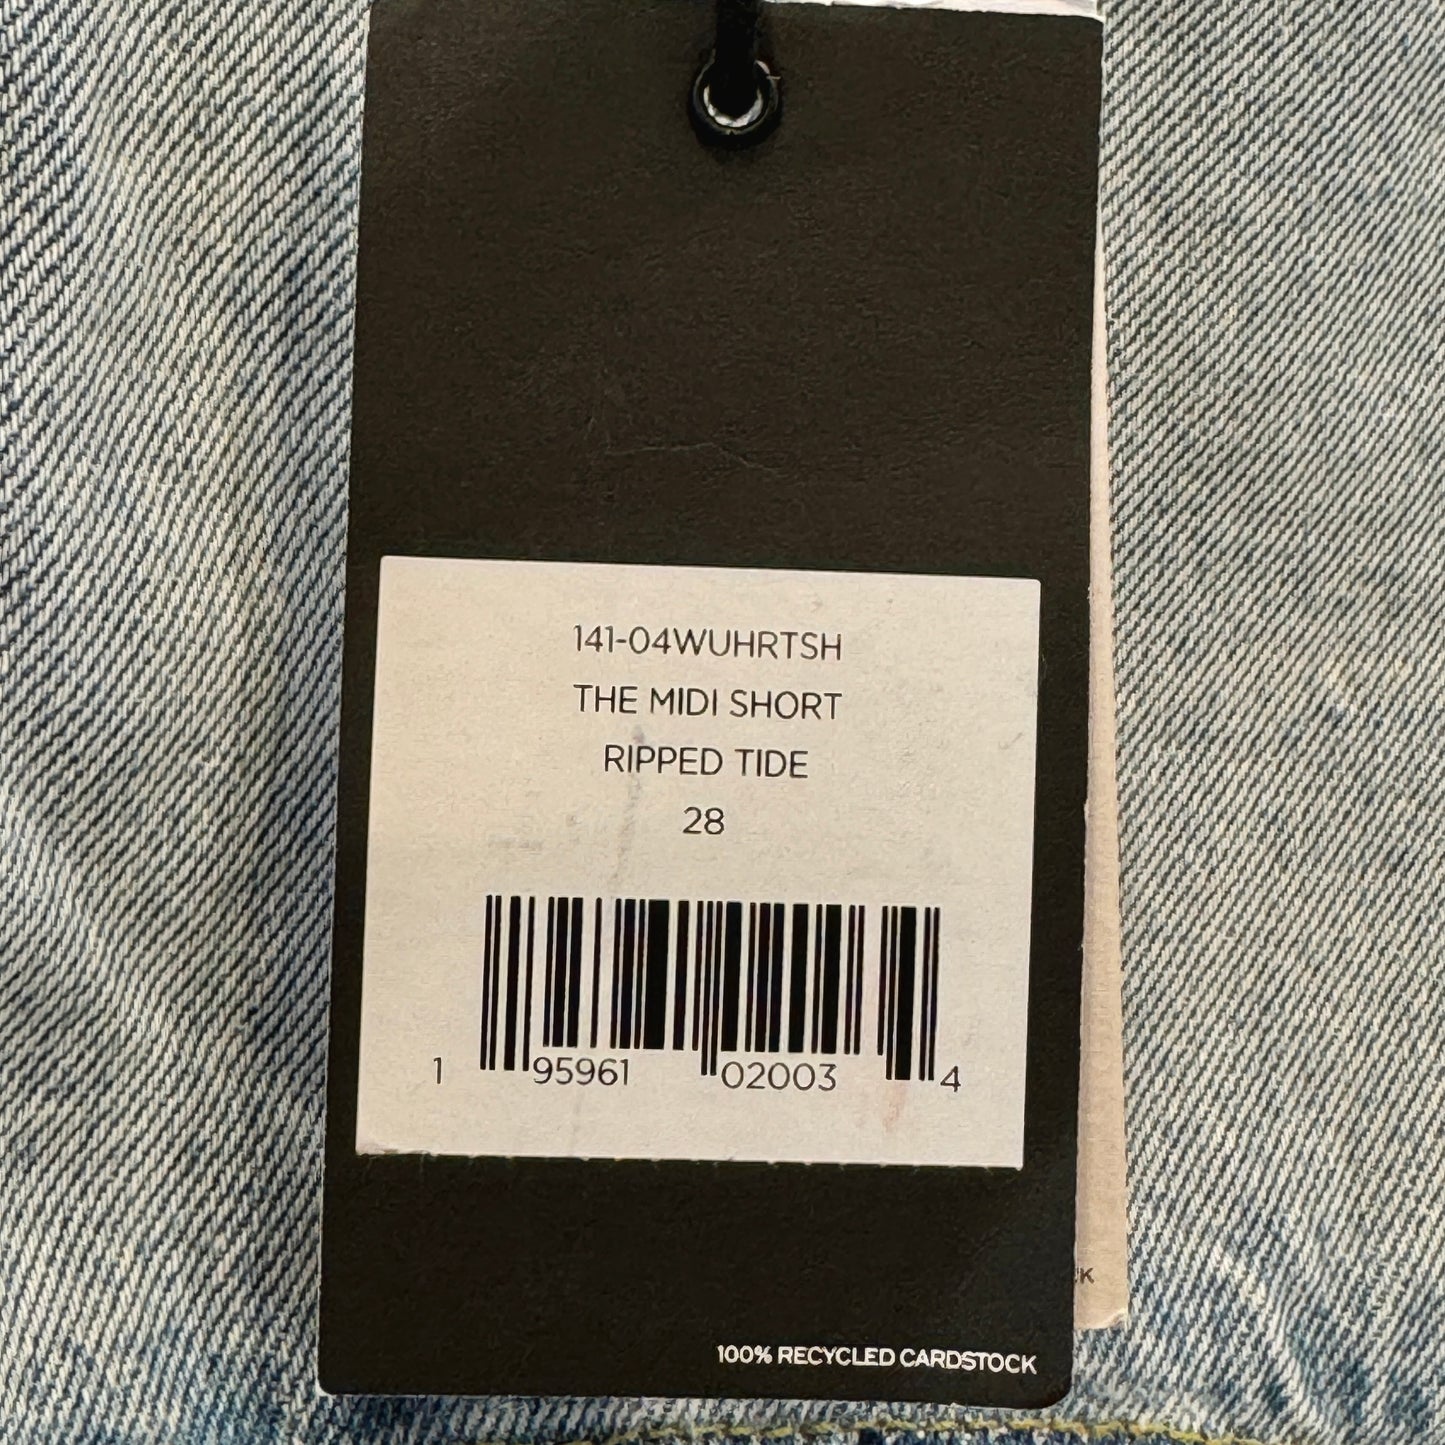 141-04WUHRTSH
THE MIDI SHORT
RIPPED TIDE
28
1 95961 02003 4
100% RECYCLED CARDSTOCK